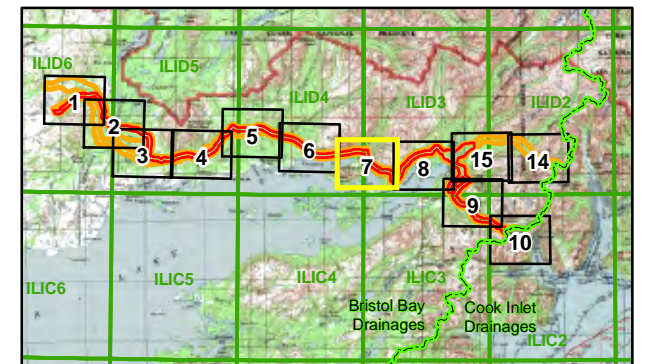 ILID6
ILID5
ILID4
ILID3
ILID2
1
2
3
4
5
6
7
8
15
14
9
10
L A K E
ILIC6
ILIC5
ILIC4
ILIC3
ILIC2
Bristol Bay
Drainages
Cook Inlet
Drainages